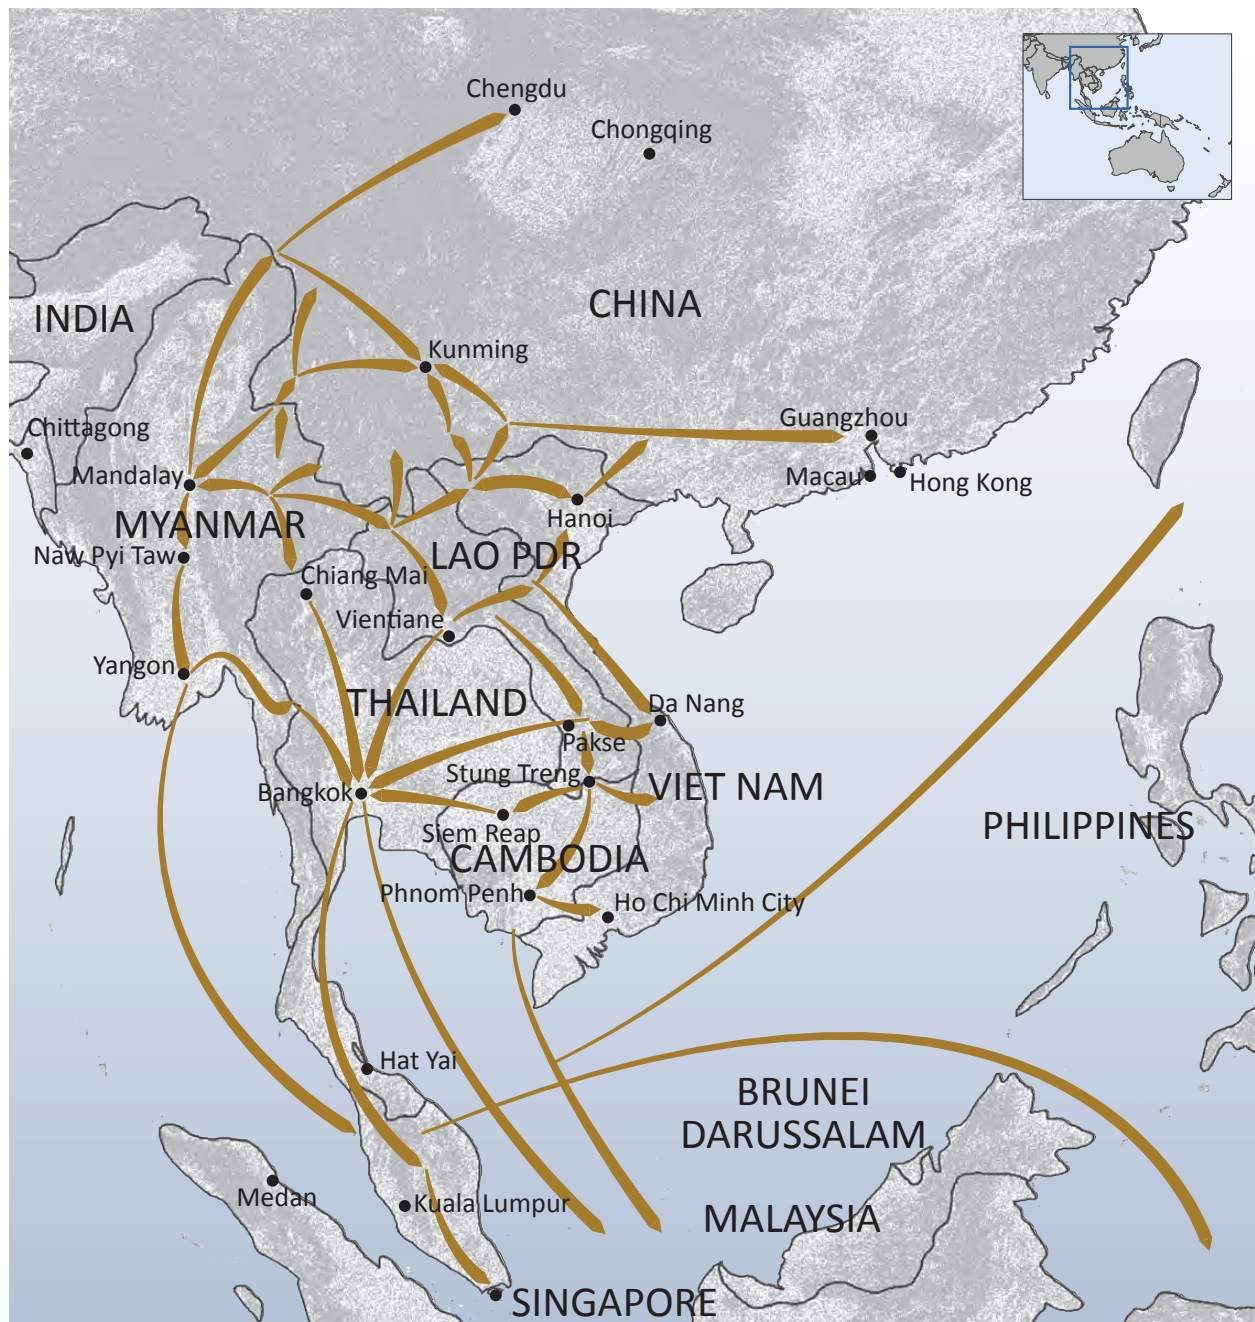 Chengdu
Chongqing
INDIA
CHINA
Kunming
Chittagong
Guangzhou
Mandalay
Macau
Hong Kong
MYANMAR
Hanoi
Naw Pyi Taw
LAO PDR
Chiang Mai
Vientiane
Yangon
THAILAND
Da Nang
Pakse
Stung Treng
VIET NAM
Bangkok
Siem Reap
PHILIPPINES
CAMBODIA
Phnom Penh
Ho Chi Minh City
Hat Yai
BRUNEI
DARUSSALAM
Medan
Kuala Lumpur
MALAYSIA
SINGAPORE